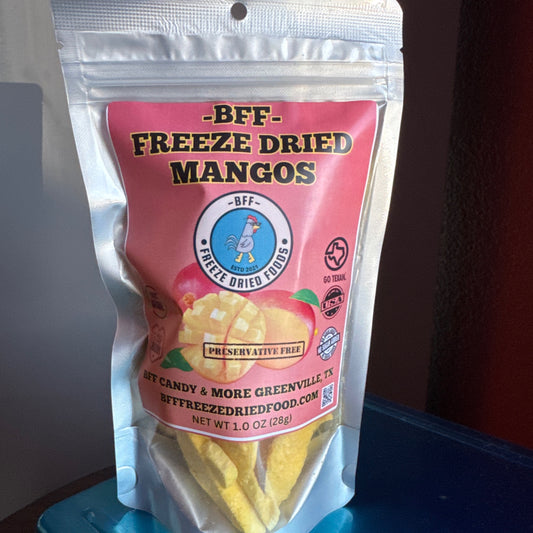 -BFF-
FREEZE DRIED
MANGOS
-BFF-
• FREEZE DRIED FOODS •
ESTD 2021
GO TEXAN.
USA
PRESERVATIVE FREE
BFF CANDY & MORE GREENVILLE, TX
BFFFREEZEDRIEDFOOD.COM
NET WT 1.0 OZ (28g)